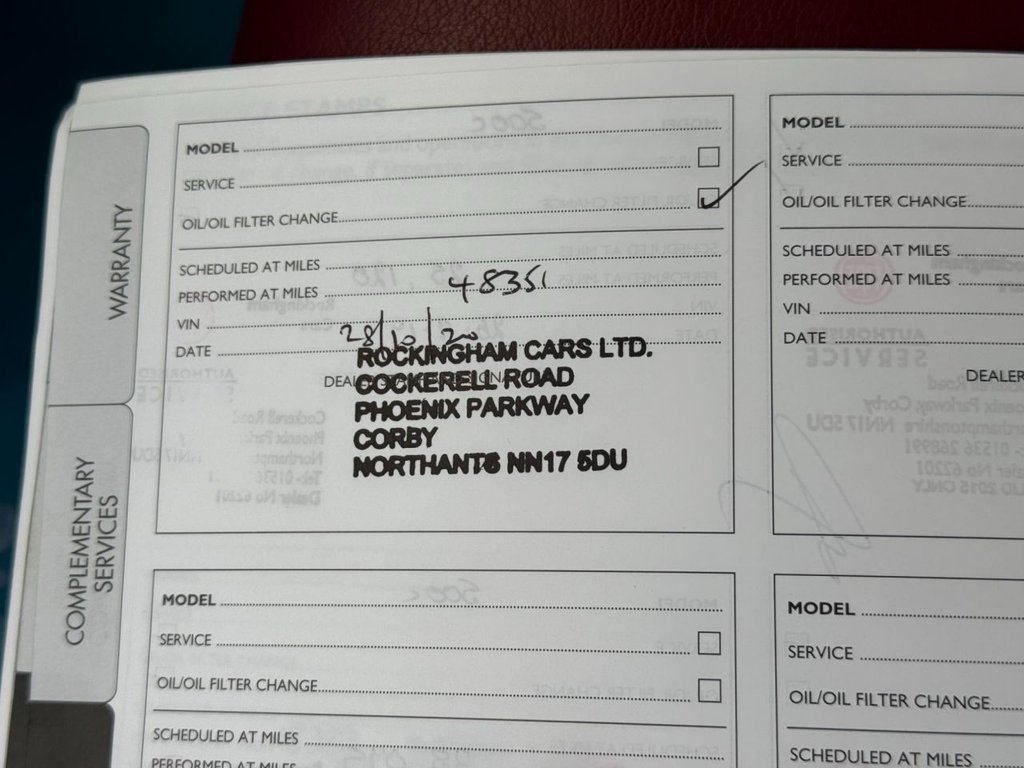 WARRANTY
COMPLEMENTARY
SERVICES
MODEL
SERVICE
OIL/OIL FILTER CHANGE
SCHEDULED AT MILES
PERFORMED AT MILES 48351
VIN
DATE 28/10/20
ROCKINGHAM CARS LTD.
COCKERELL ROAD
PHOENIX PARKWAY
CORBY
NORTHANTS NN17 5DU
MODEL
SERVICE
OIL/OIL FILTER CHANGE
SCHEDULED AT MILES
PERFORMED AT MILES
VIN
DATE
DEALER
MODEL
SERVICE
OIL/OIL FILTER CHANGE
SCHEDULED AT MILES
PERFORMED AT MILES
MODEL
SERVICE
OIL/OIL FILTER CHANGE
SCHEDULED AT MILES